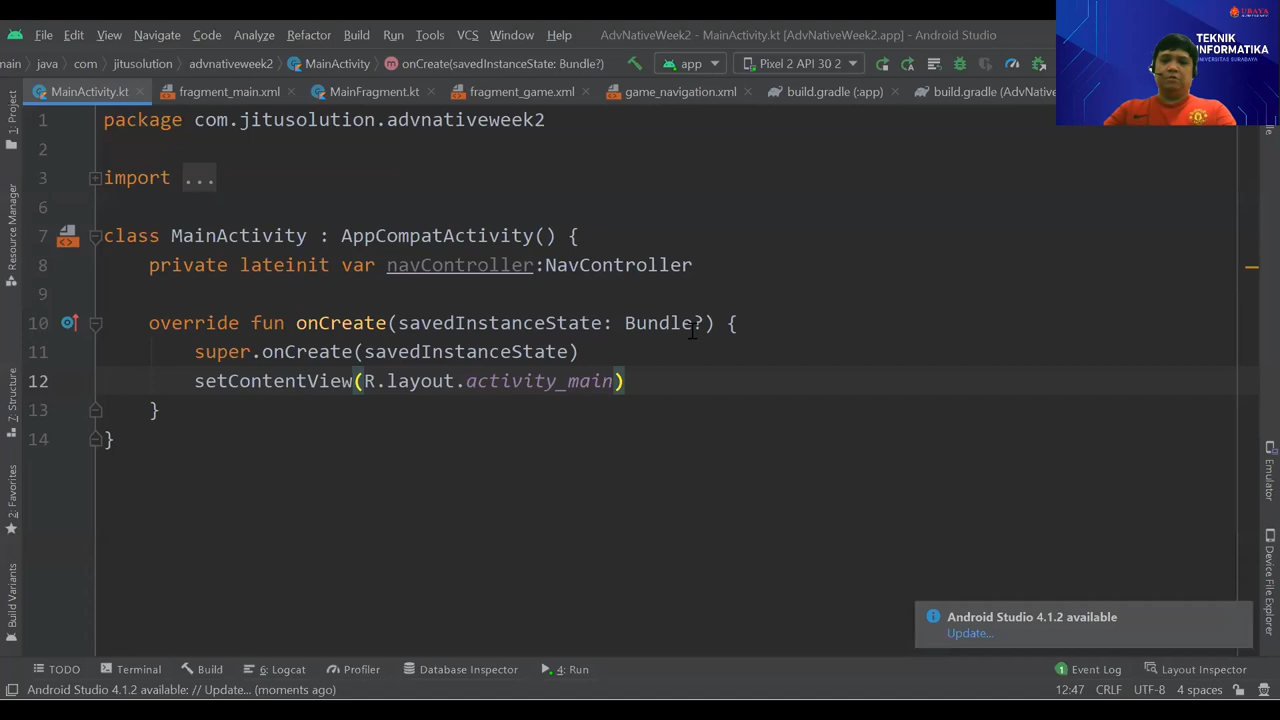 UBAYA
TEKNIK
INFORMATIKA
UNIVERSITAS SURABAYA
File Edit View Navigate Code Analyze Refactor Build Run Tools VCS Window Help AdvNativeWeek2 - MainActivity.kt [AdvNativeWeek2.app] - Android Studio
main java com jitusolution advnativeweek2 MainActivity onCreate(savedInstanceState: Bundle?) app Pixel 2 API 30 2
MainActivity.kt fragment_main.xml MainFragment.kt fragment_game.xml game_navigation.xml build.gradle (:app) build.gradle (AdvNative
1 package com.jitusolution.advnativeweek2
2
3 import ...
6
7 class MainActivity : AppCompatActivity() {
8 private lateinit var navController:NavController
9
10 override fun onCreate(savedInstanceState: Bundle?) {
11 super.onCreate(savedInstanceState)
12 setContentView(R.layout.activity_main)
13 }
14 }
1: Project
Resource Manager
7: Structure
2: Favorites
Build Variants
Emulator
Device File Explorer
Android Studio 4.1.2 available
Update...
TODO Terminal Build 6: Logcat Profiler Database Inspector 4: Run 1 Event Log Layout Inspector
Android Studio 4.1.2 available: // Update... (moments ago) 12:47 CRLF UTF-8 4 spaces